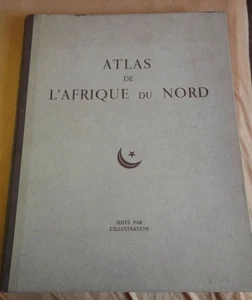 ATLAS
DE
L'AFRIQUE DU NORD
ÉDITÉ PAR
L'ILLUSTRATION